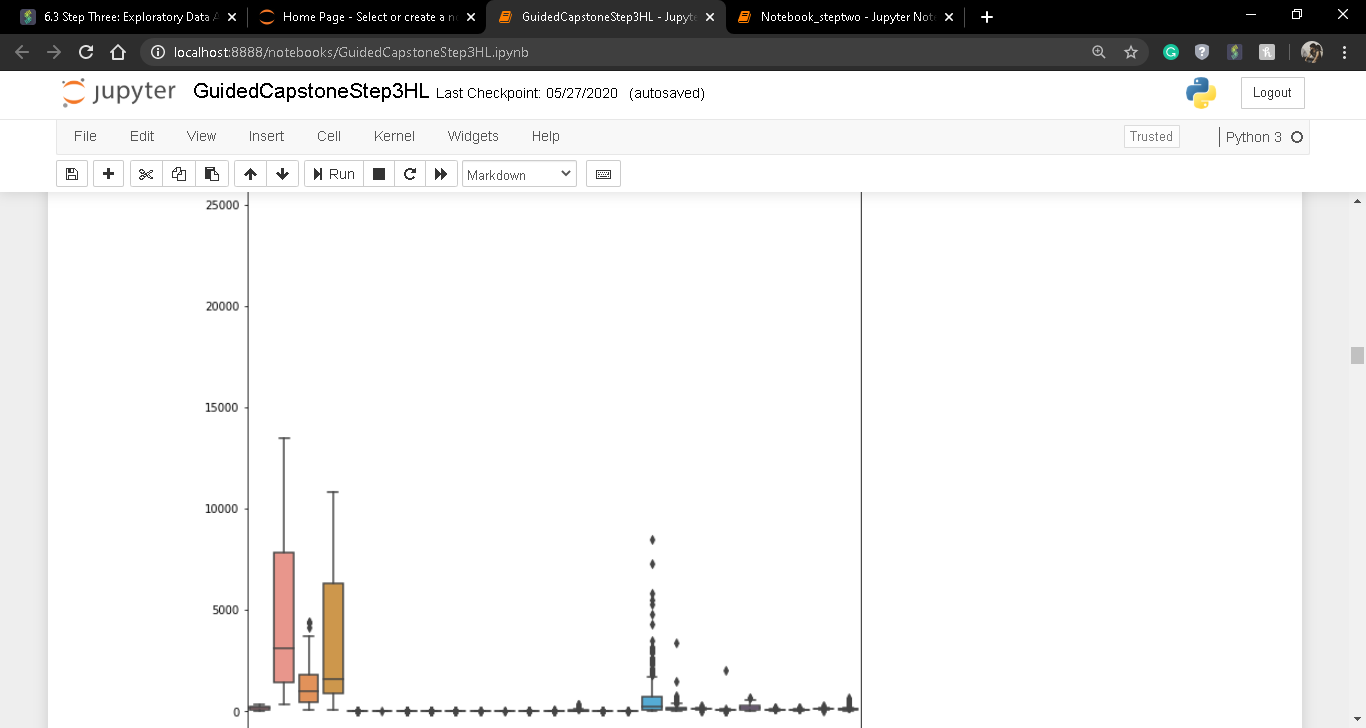 6.3 Step Three: Exploratory Data A
Home Page - Select or create a n
GuidedCapstoneStep3HL - Jupyte
Notebook_steptwo - Jupyter Not
localhost:8888/notebooks/GuidedCapstoneStep3HL.ipynb
jupyter GuidedCapstoneStep3HL Last Checkpoint: 05/27/2020 (autosaved)
Logout
File Edit View Insert Cell Kernel Widgets Help
Trusted
Python 3
Run
Markdown
25000
20000
15000
10000
5000
0